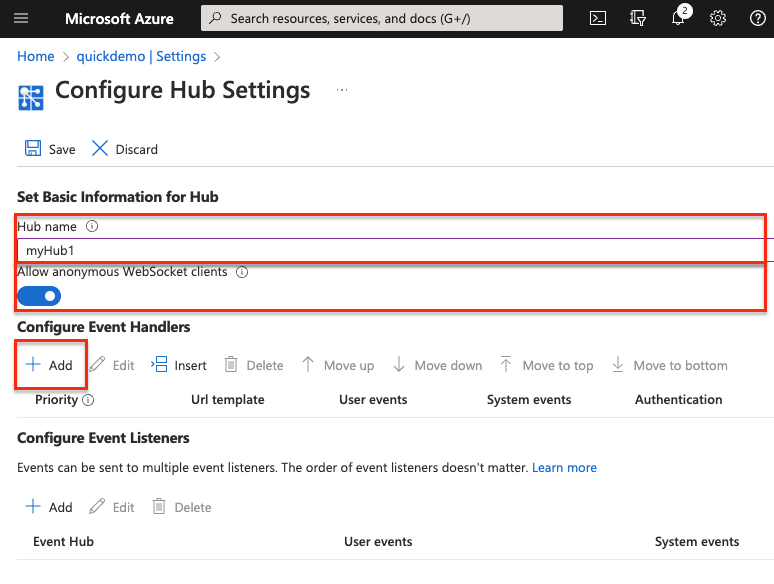 Microsoft Azure Search resources, services, and docs (G+/) 2
Home > quickdemo | Settings >
Configure Hub Settings ...
Save Discard
Set Basic Information for Hub
Hub name
myHub1
Allow anonymous WebSocket clients
Configure Event Handlers
Add Edit Insert Delete Move up Move down Move to top Move to bottom
Priority Url template User events System events Authentication
Configure Event Listeners
Events can be sent to multiple event listeners. The order of event listeners doesn't matter. Learn more
Add Edit Delete
Event Hub User events System events